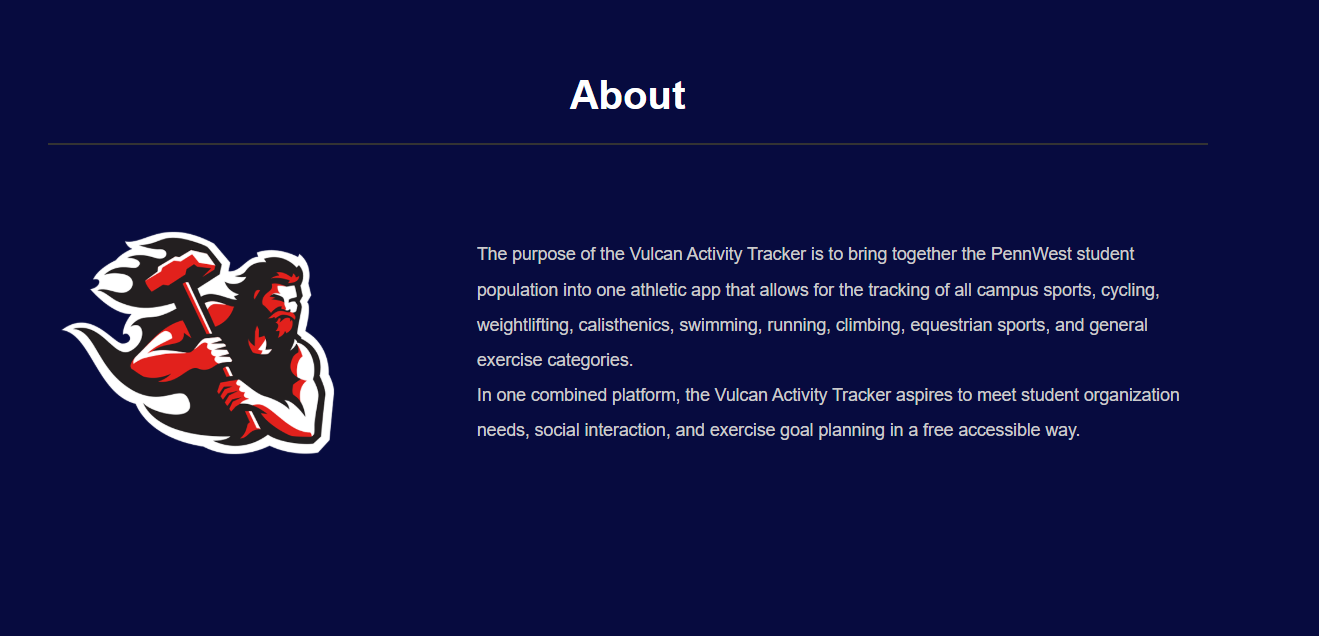 About
The purpose of the Vulcan Activity Tracker is to bring together the PennWest student
population into one athletic app that allows for the tracking of all campus sports, cycling,
weightlifting, calisthenics, swimming, running, climbing, equestrian sports, and general
exercise categories.
In one combined platform, the Vulcan Activity Tracker aspires to meet student organization
needs, social interaction, and exercise goal planning in a free accessible way.